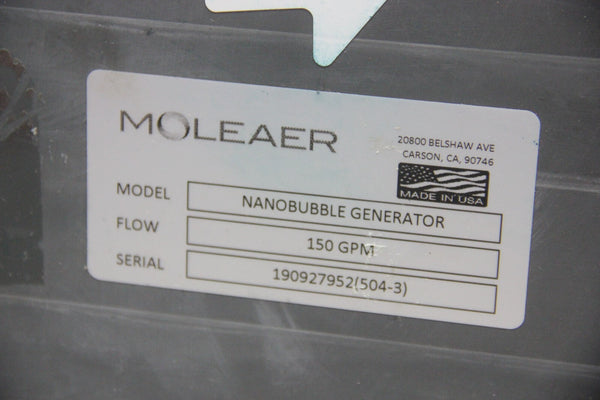 MOLEAER
20800 BELSHAW AVE
CARSON, CA, 90746
MADE IN USA
MODEL NANOBUBBLE GENERATOR
FLOW 150 GPM
SERIAL 190927952(504-3)